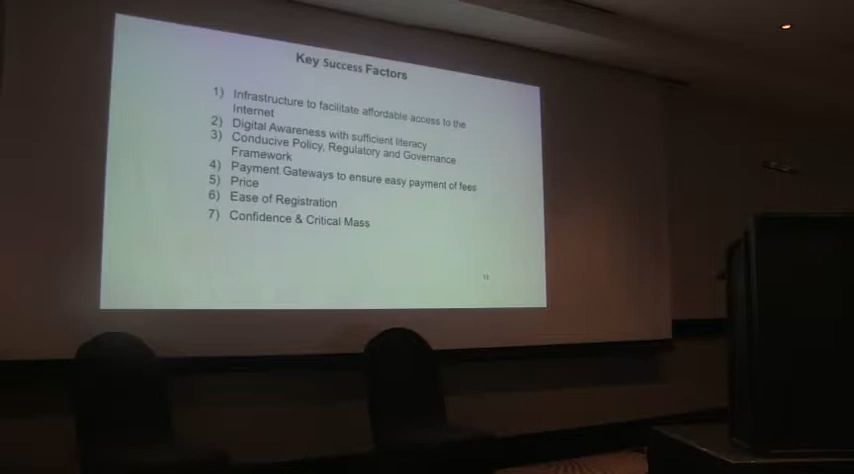 Key Success Factors
1) Infrastructure to facilitate affordable access to the
Internet
2) Digital Awareness with sufficient literacy
3) Conducive Policy, Regulatory and Governance
Framework
4) Payment Gateways to ensure easy payment of fees
5) Price
6) Ease of Registration
7) Confidence & Critical Mass